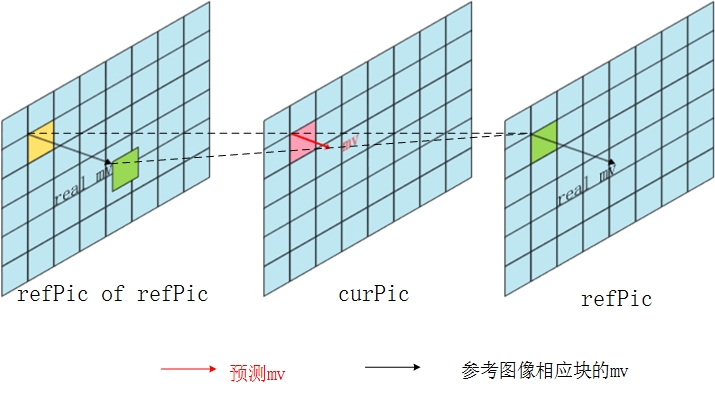 mv
real mv
real mv
refPic of refPic
curPic
refPic
预测mv
参考图像相应块的mv